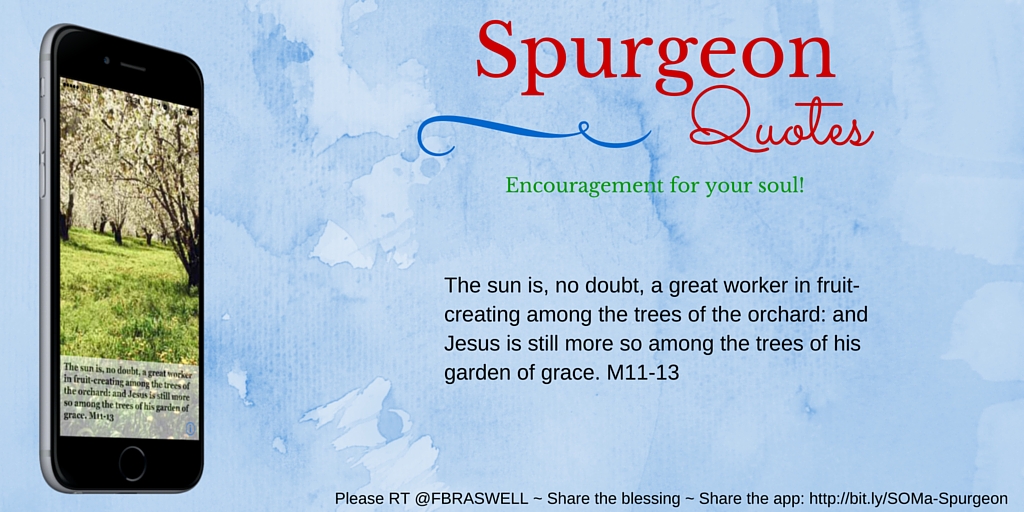 Spurgeon
Quotes
Encouragement for your soul!
The sun is, no doubt, a great worker in fruit-
creating among the trees of the orchard: and
Jesus is still more so among the trees of his
garden of grace. M11-13
The sun is, no doubt, a great worker
in fruit-creating among the trees of
the orchard: and Jesus is still more
so among the trees of his garden of
grace. M11-13
Please RT @FBRASWELL ~ Share the blessing ~ Share the app: http://bit.ly/SOMa-Spurgeon